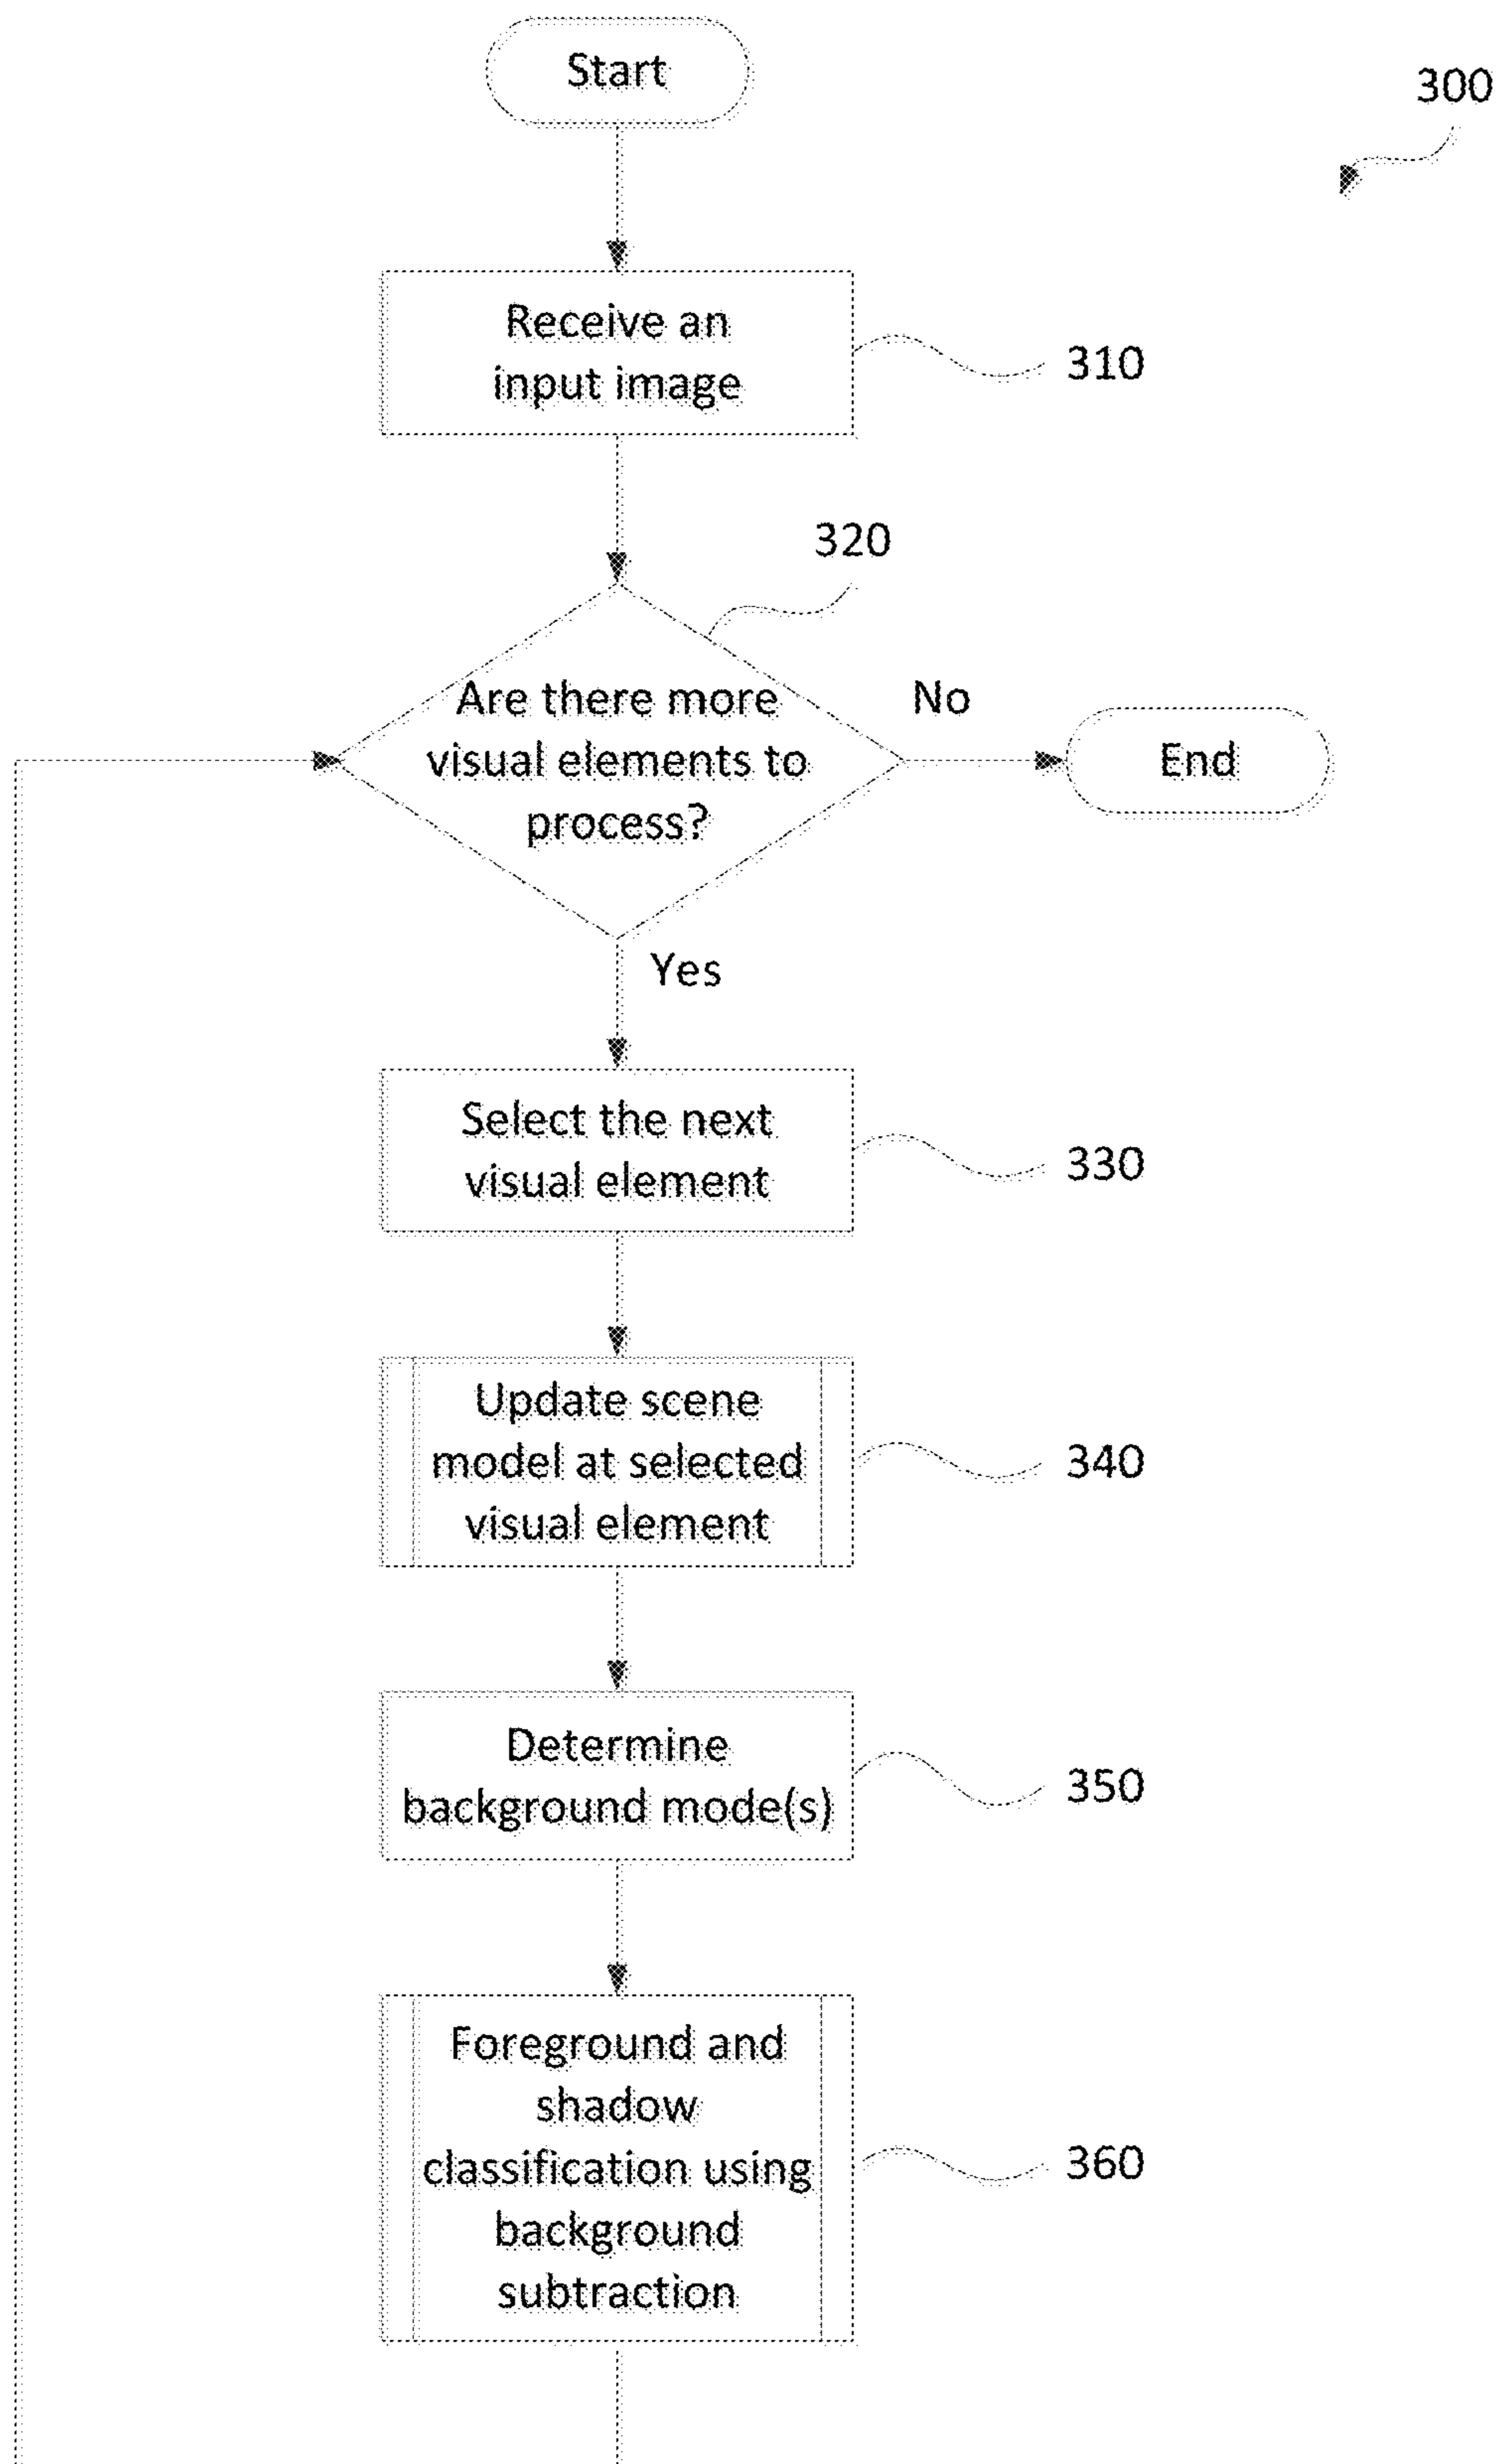 Start
300
Receive an
input image
310
320
Are there more
visual elements to
process?
No
End
Yes
Select the next
visual element
330
Update scene
model at selected
visual element
340
Determine
background mode(s)
350
Foreground and
shadow
classification using
background
subtraction
360